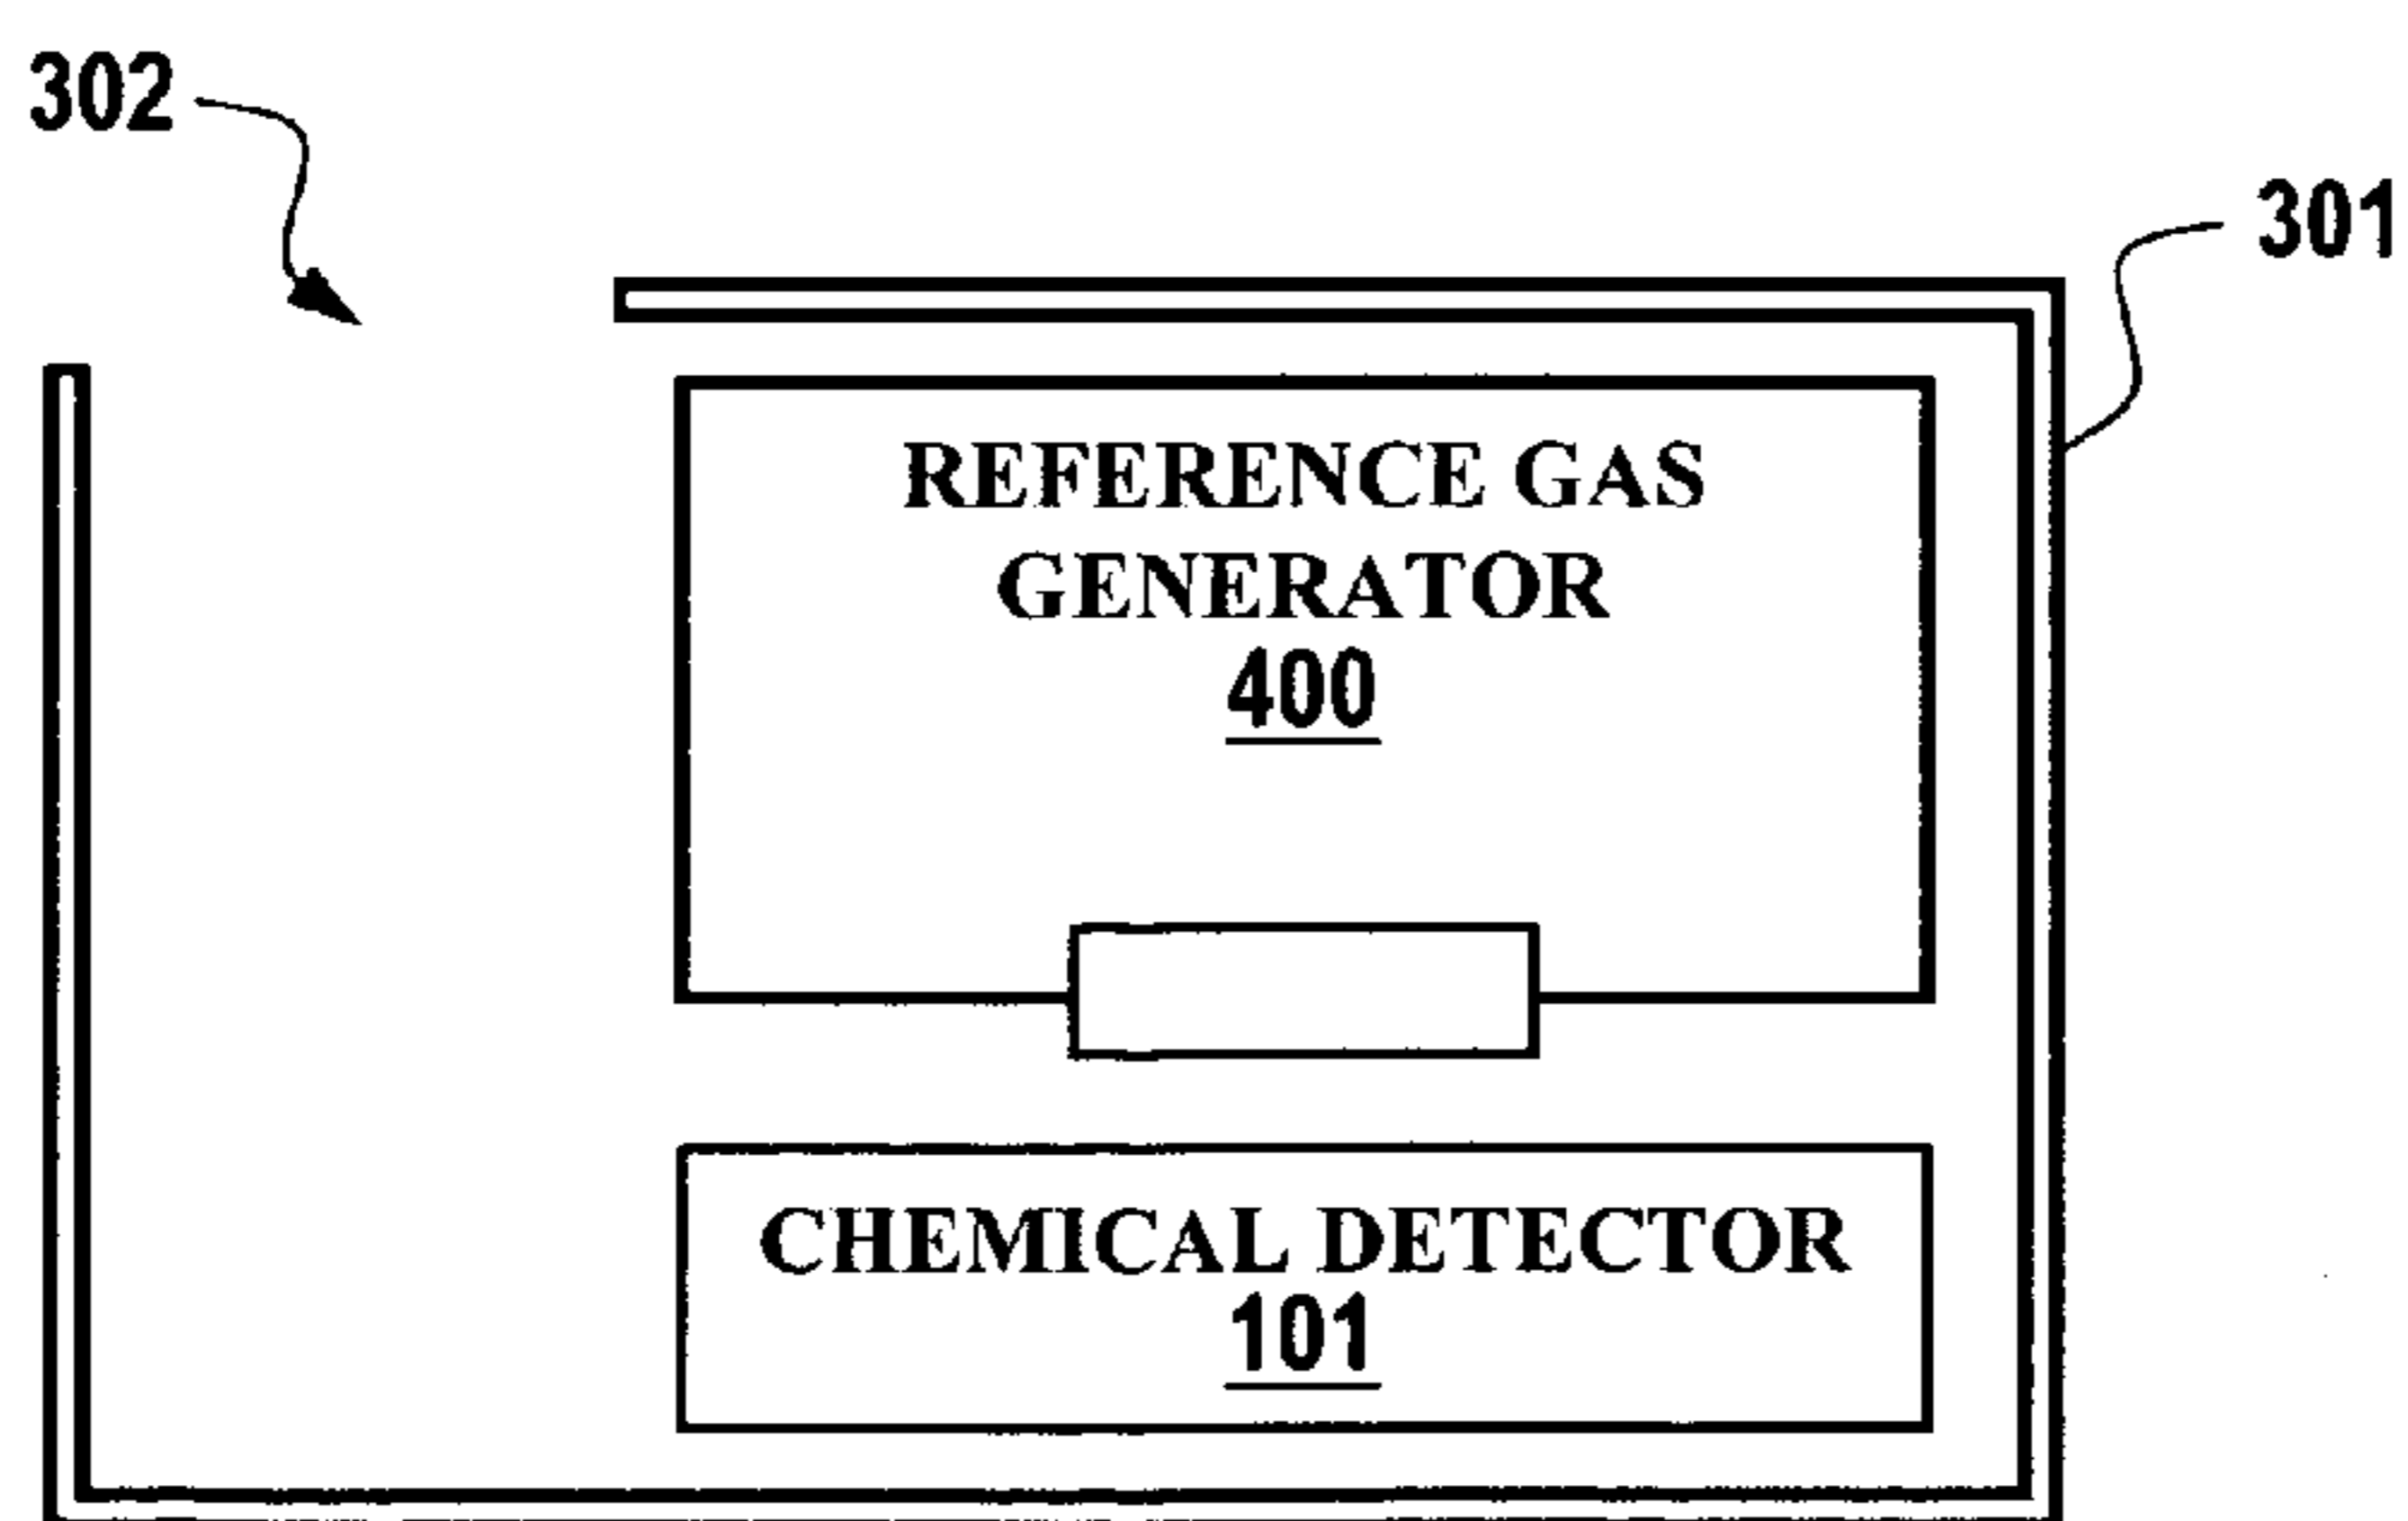 302
301
REFERENCE GAS
GENERATOR
400
CHEMICAL DETECTOR
101